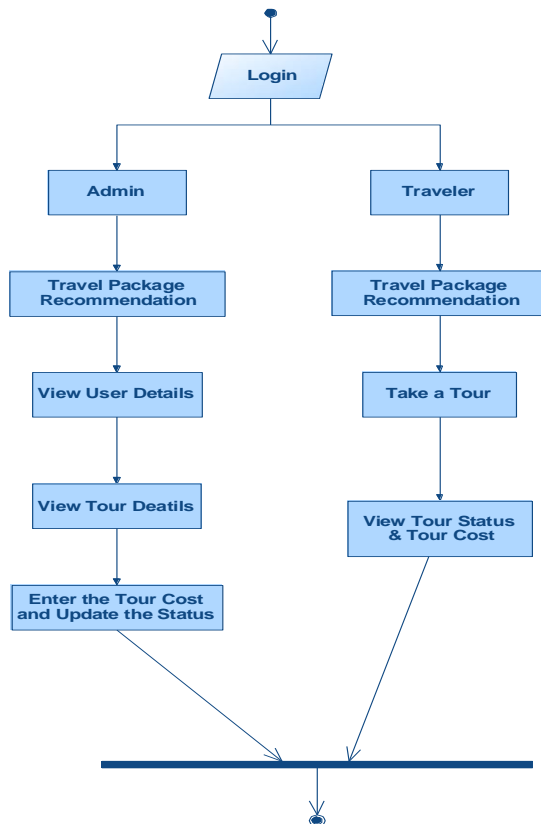 Login
Admin
Traveler
Travel Package
Recommendation
Travel Package
Recommendation
View User Details
Take a Tour
View Tour Deatils
View Tour Status
& Tour Cost
Enter the Tour Cost
and Update the Status